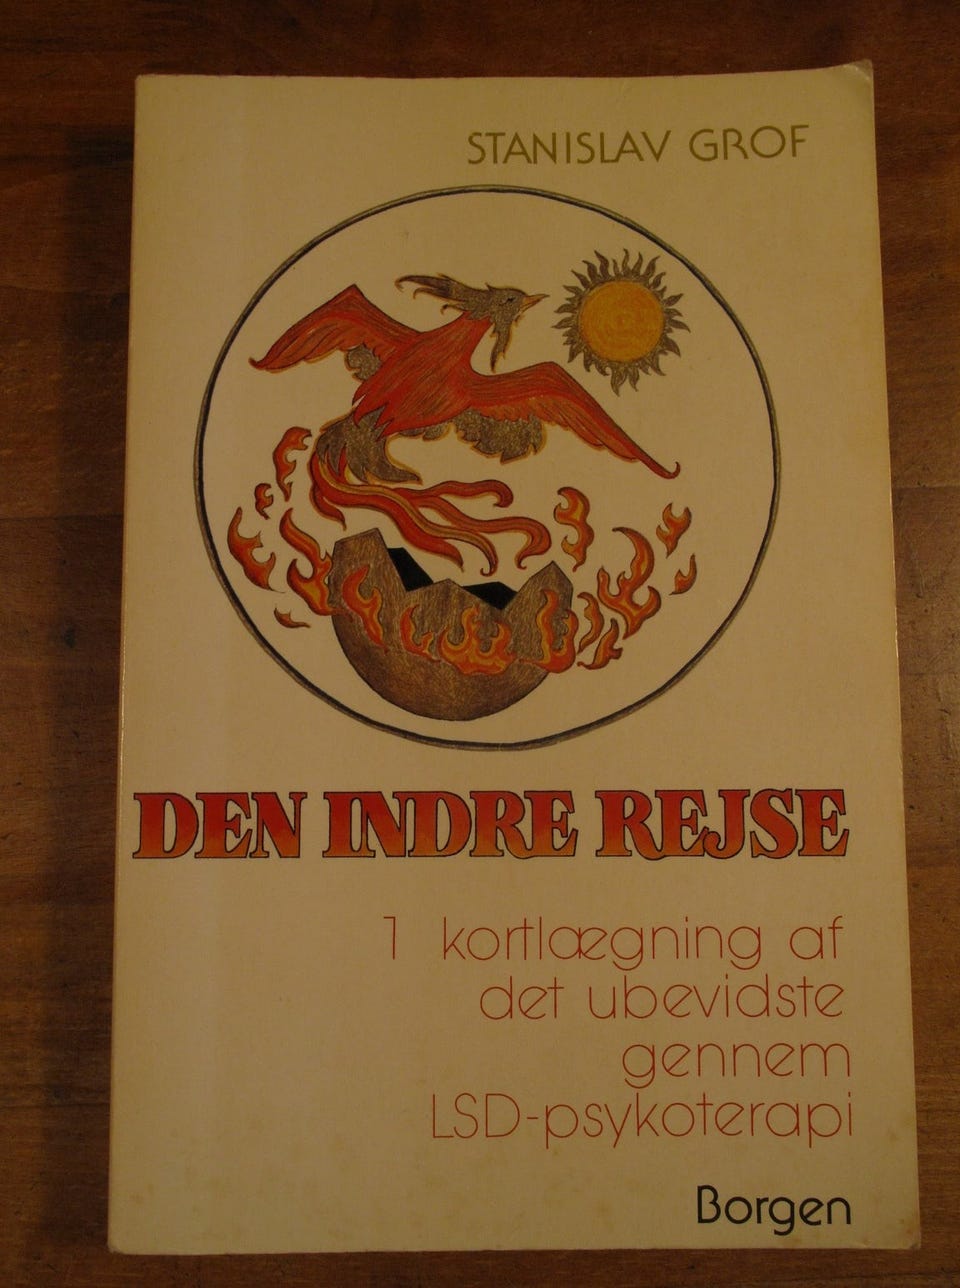 STANISLAV GROF
DEN INDRE REJSE
1 kortlægning af
det ubevidste
gennem
LSD-psykoterapi
Borgen